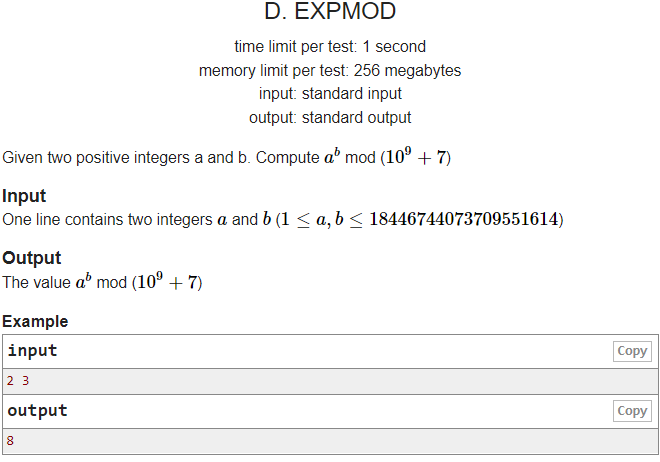 D. EXPMOD
time limit per test: 1 second
memory limit per test: 256 megabytes
input: standard input
output: standard output
Given two positive integers a and b. Compute a^b mod (10^9 + 7)
Input
One line contains two integers a and b (1 ≤ a, b ≤ 18446744073709551614)
Output
The value a^b mod (10^9 + 7)
Example
input Copy
2 3
output Copy
8